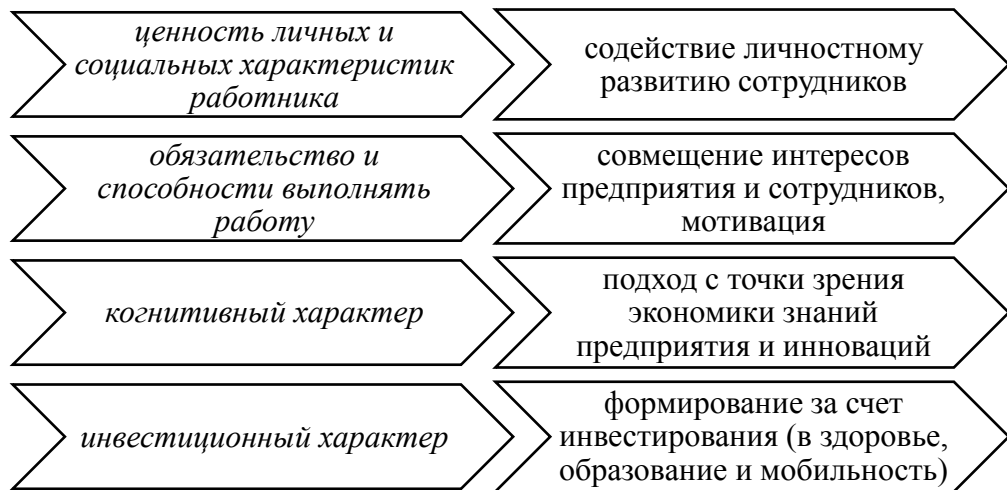 ценность личных и
социальных характеристик
работника
содействие личностному
развитию сотрудников
обязательство и
способности выполнять
работу
совмещение интересов
предприятия и сотрудников,
мотивация
когнитивный характер
подход с точки зрения
экономики знаний
предприятия и инноваций
инвестиционный характер
формирование за счет
инвестирования (в здоровье,
образование и мобильность)